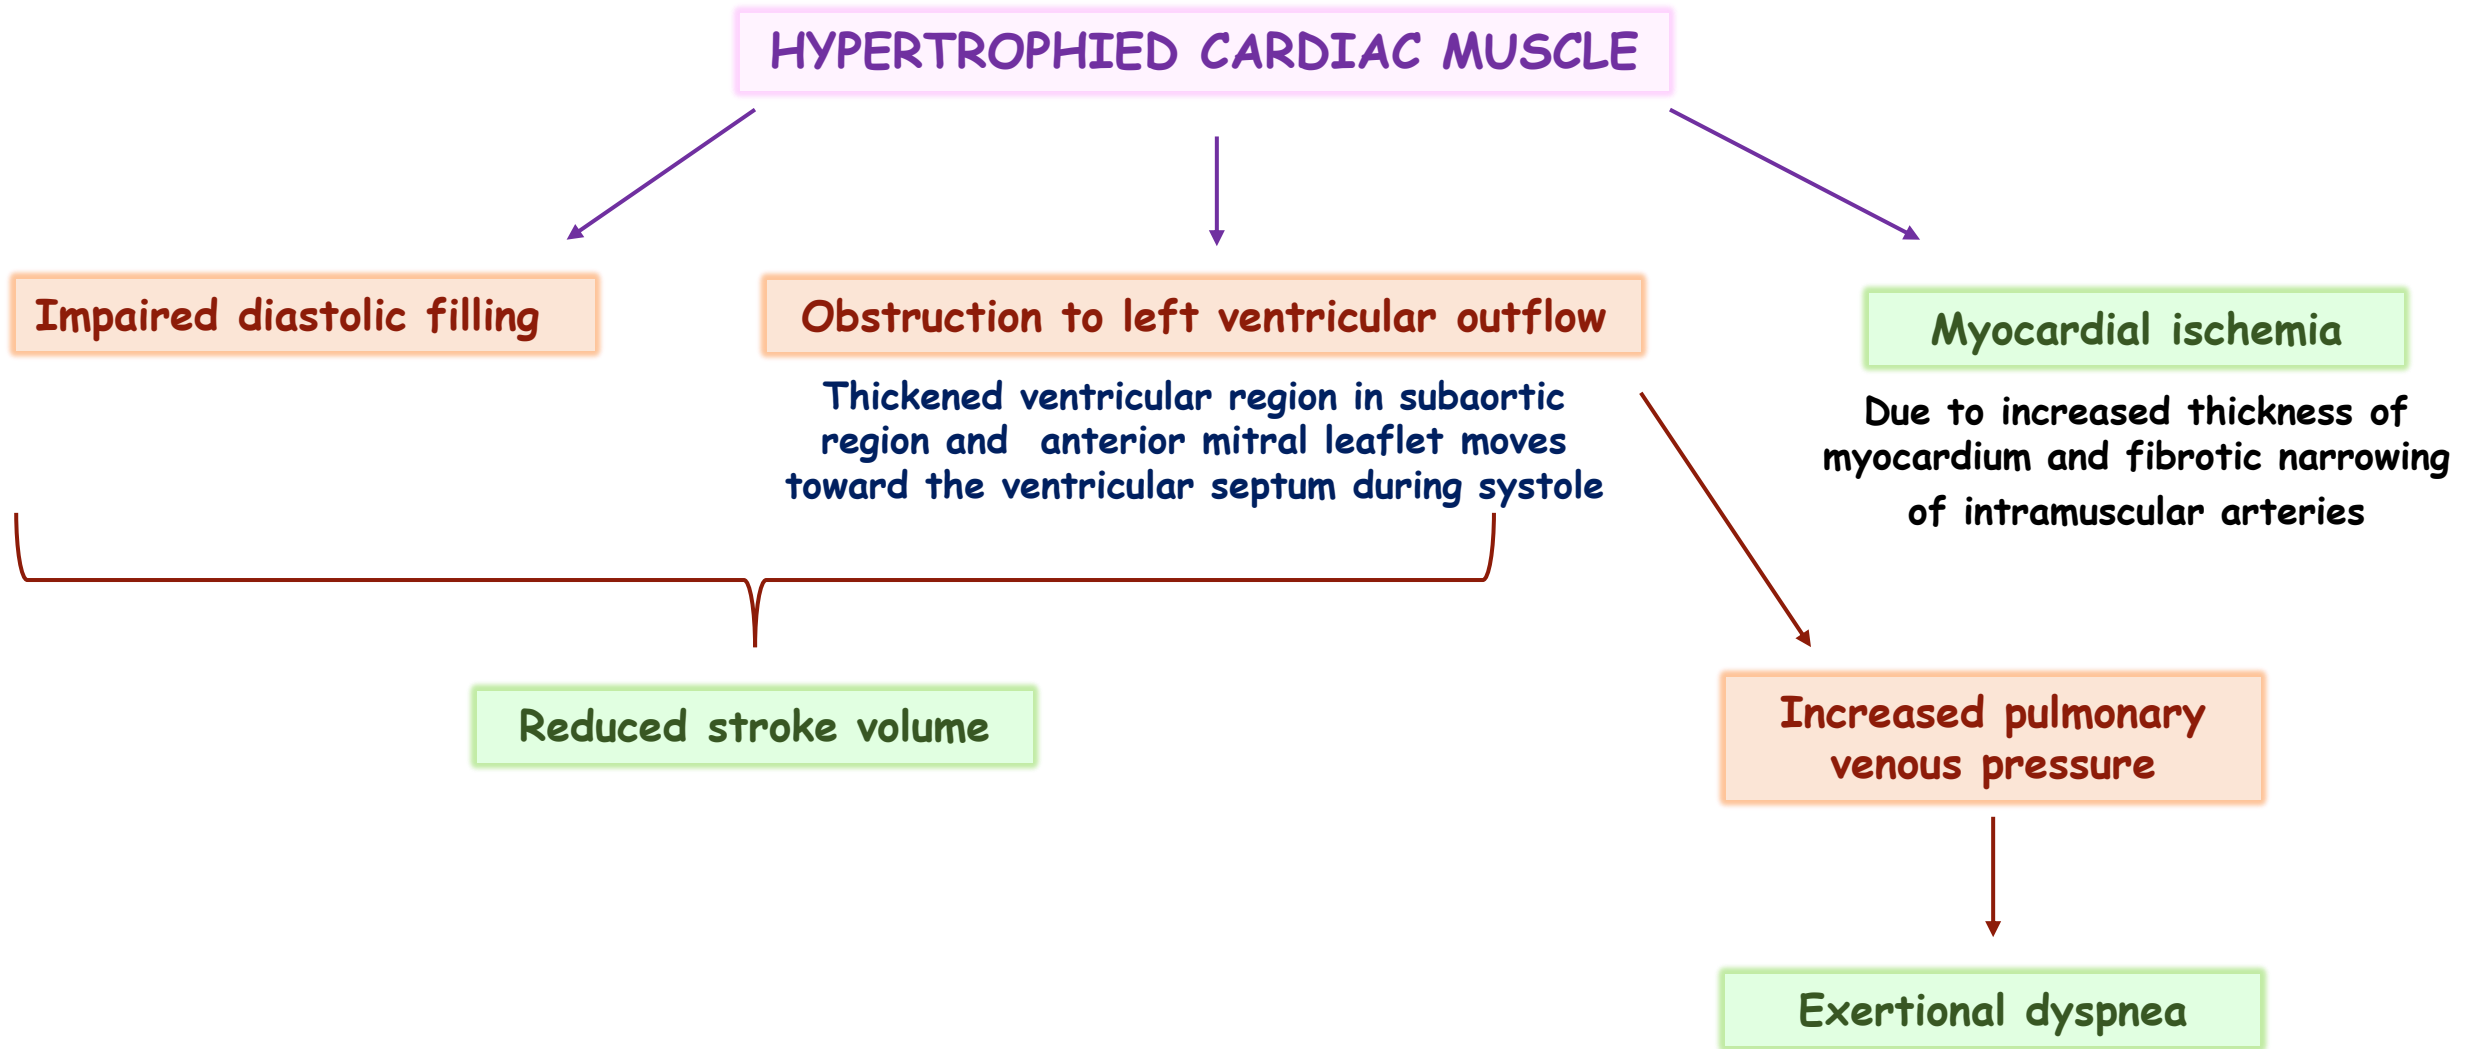 HYPERTROPHIED CARDIAC MUSCLE
Impaired diastolic filling
Obstruction to left ventricular outflow
Thickened ventricular region in subaortic
region and  anterior mitral leaflet moves
toward the ventricular septum during systole
Myocardial ischemia
Due to increased thickness of
myocardium and fibrotic narrowing
of intramuscular arteries
Reduced stroke volume
Increased pulmonary
venous pressure
Exertional dyspnea